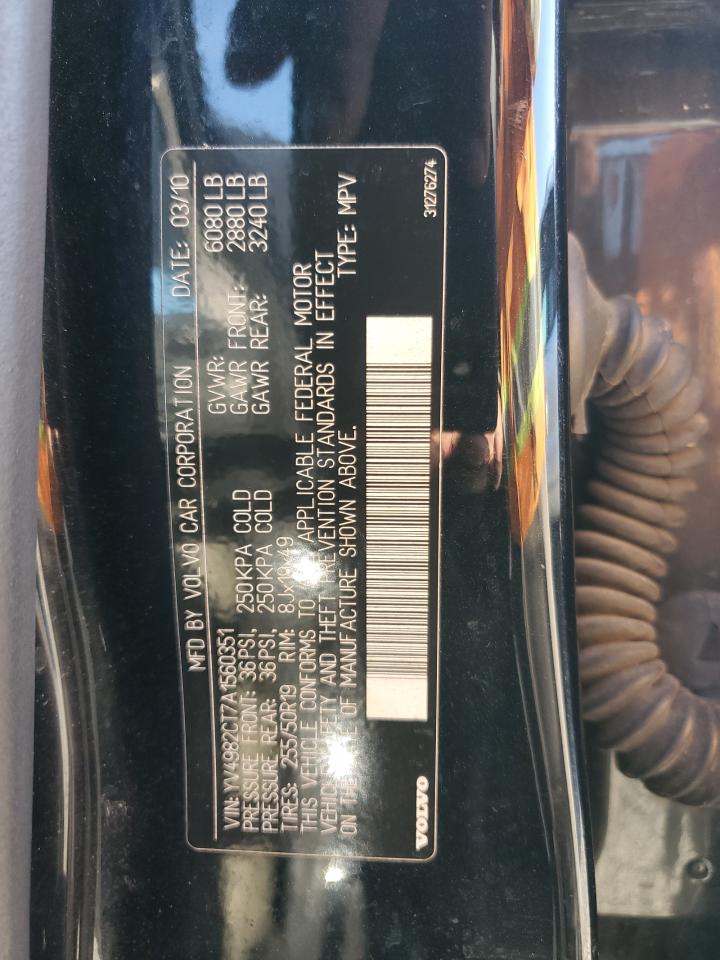 MFD BY VOLVO CAR CORPORATION DATE: 03/10
VIN: YV4982CT7A1560351 GVWR: 6080 LB
PRESSURE FRONT: 36PSI, 250KPA COLD GAWR FRONT: 2880 LB
PRESSURE REAR: 36PSI, 250KPA COLD GAWR REAR: 3240 LB
TIRES: 255/50R19 RIM:
THIS VEHICLE CONFORMS TO APPLICABLE FEDERAL MOTOR
VEHICLE SAFETY AND THEFT PREVENTION STANDARDS IN EFFECT
ON THE OF MANUFACTURE SHOWN ABOVE. TYPE: MPV
VOLVO 31276274